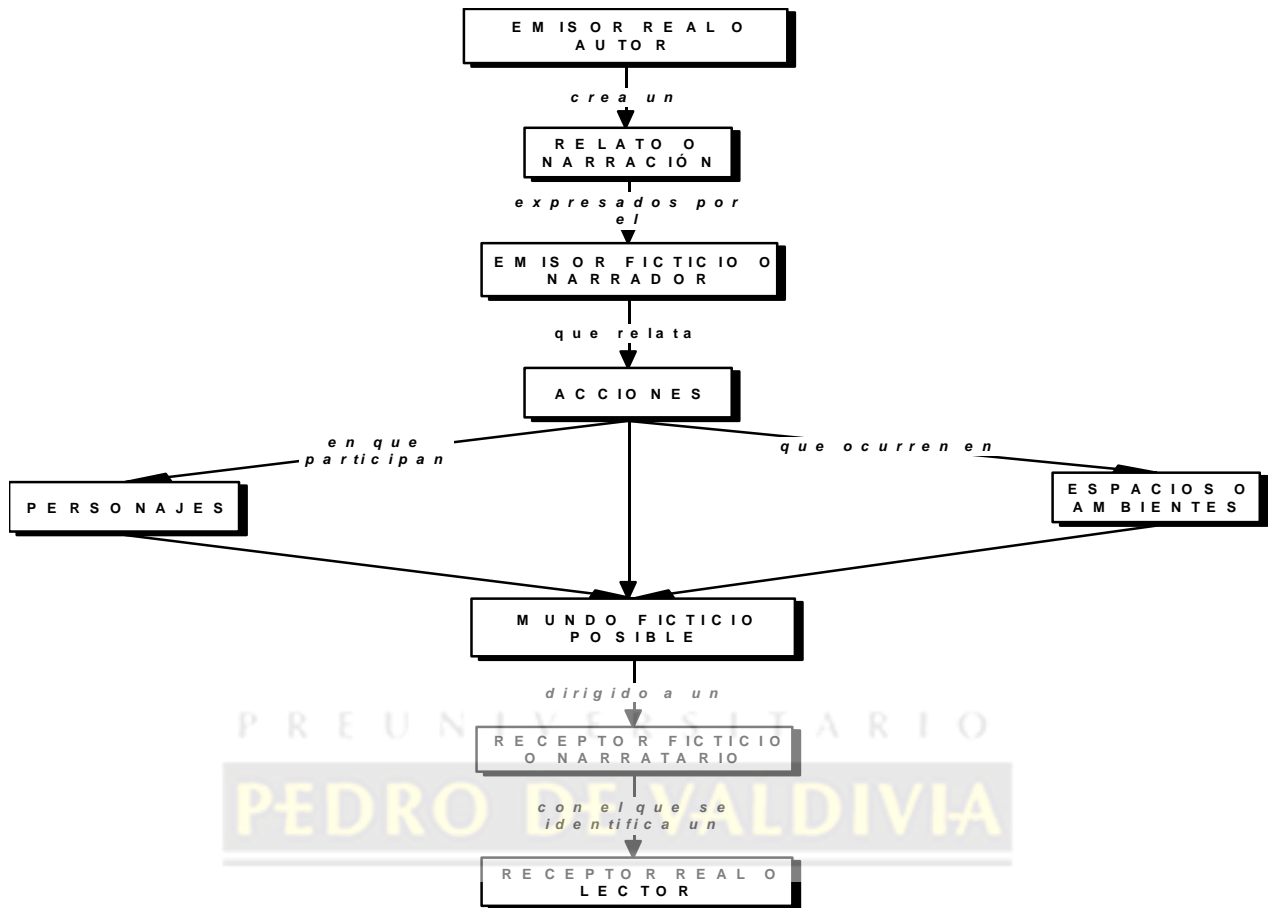 EMISOR REAL O
AUTOR
crea un
RELATO O
NARRACIÓN
expresados por
el
EMISOR FICTICIO O
NARRADOR
que relata
ACCIONES
en que
participan
que ocurren en
PERSONAJES
ESPACIOS O
AMBIENTES
MUNDO FICTICIO
POSIBLE
dirigido a un
PREUNIVERSITARIO
RECEPTOR FICTICIO
O NARRATARIO
PEDRO DE VALDIVIA
con el que se
identifica un
RECEPTOR REAL O
LECTOR